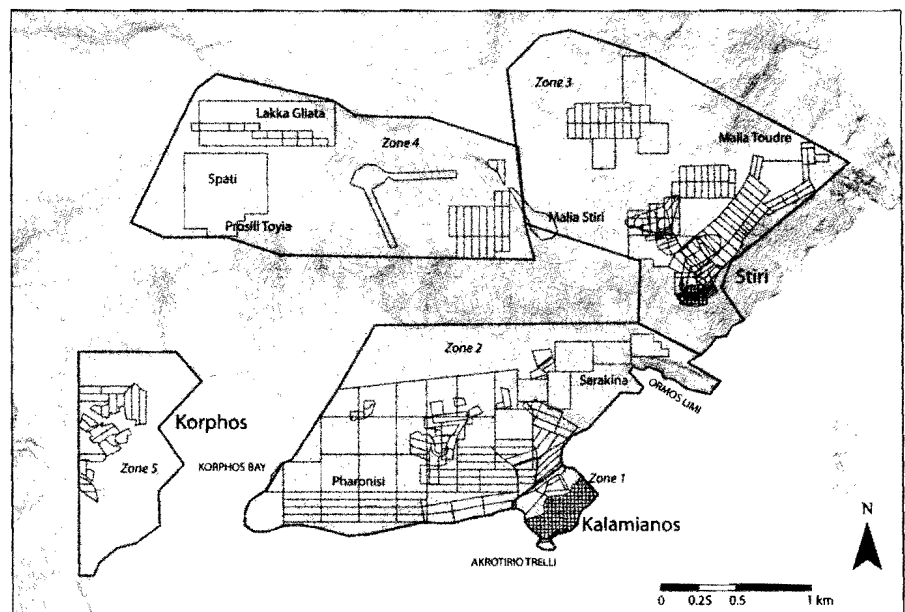 Zone 3
Lakka Gliata
Malia Toudre
Zone 4
Spati
Malia Stiri
Prosili Toyia
Stiri
Zone 2
Sarakina
ORMOS LIMI
Korphos
KORPHOS BAY
Zone 5
Pharonisi
Zone 1
Kalamianos
N
AKROTIRIO TRELLI
0 0.25 0.5 1 km